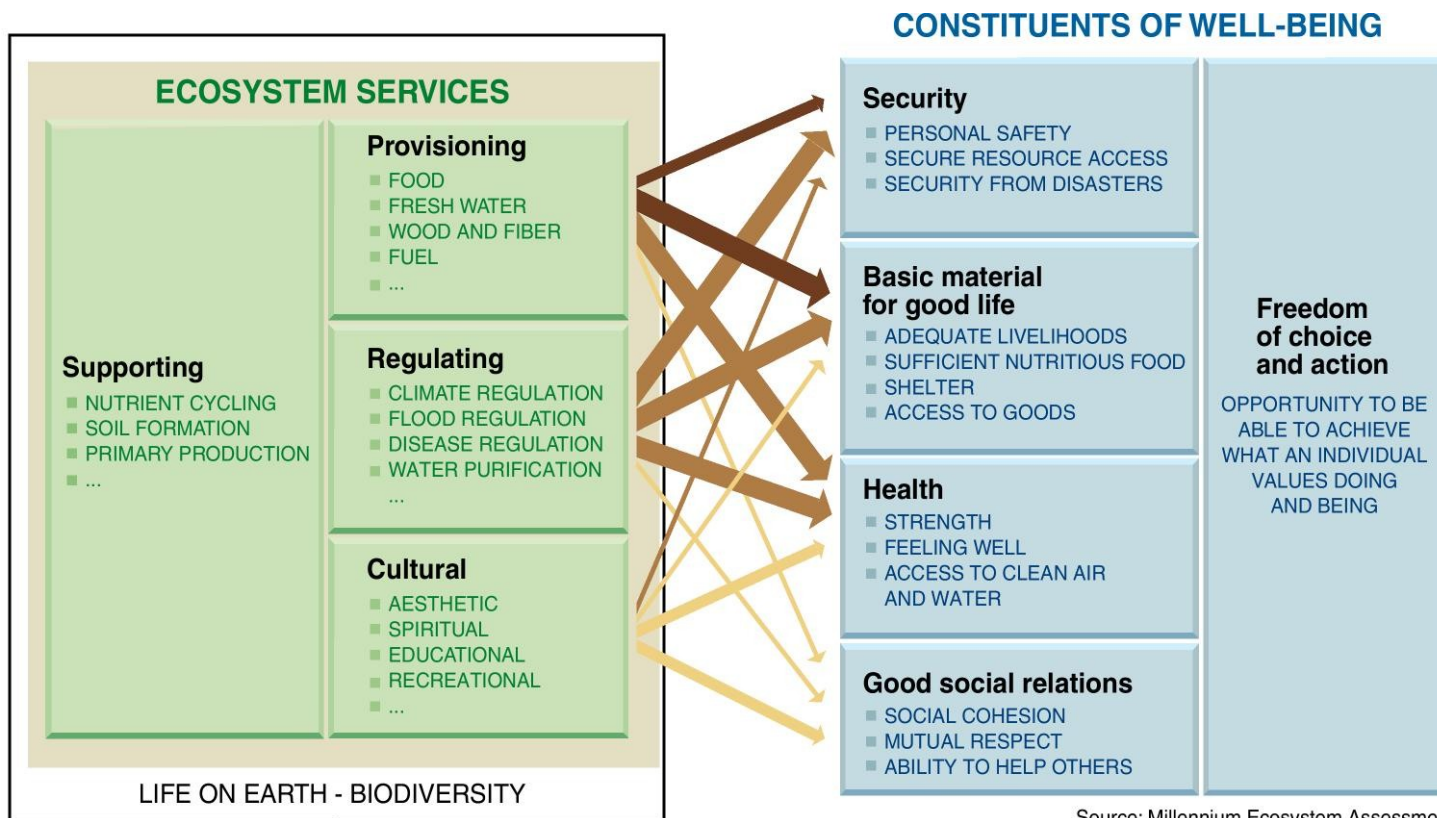 CONSTITUENTS OF WELL-BEING
ECOSYSTEM SERVICES
Supporting
NUTRIENT CYCLING
SOIL FORMATION
PRIMARY PRODUCTION
...
Provisioning
FOOD
FRESH WATER
WOOD AND FIBER
FUEL
...
Regulating
CLIMATE REGULATION
FLOOD REGULATION
DISEASE REGULATION
WATER PURIFICATION
...
Cultural
AESTHETIC
SPIRITUAL
EDUCATIONAL
RECREATIONAL
...
LIFE ON EARTH - BIODIVERSITY
Security
PERSONAL SAFETY
SECURE RESOURCE ACCESS
SECURITY FROM DISASTERS
Basic material
for good life
ADEQUATE LIVELIHOODS
SUFFICIENT NUTRITIOUS FOOD
SHELTER
ACCESS TO GOODS
Health
STRENGTH
FEELING WELL
ACCESS TO CLEAN AIR
AND WATER
Good social relations
SOCIAL COHESION
MUTUAL RESPECT
ABILITY TO HELP OTHERS
Freedom
of choice
and action
OPPORTUNITY TO BE
ABLE TO ACHIEVE
WHAT AN INDIVIDUAL
VALUES DOING
AND BEING
Source: Millennium Ecosystem Assessme